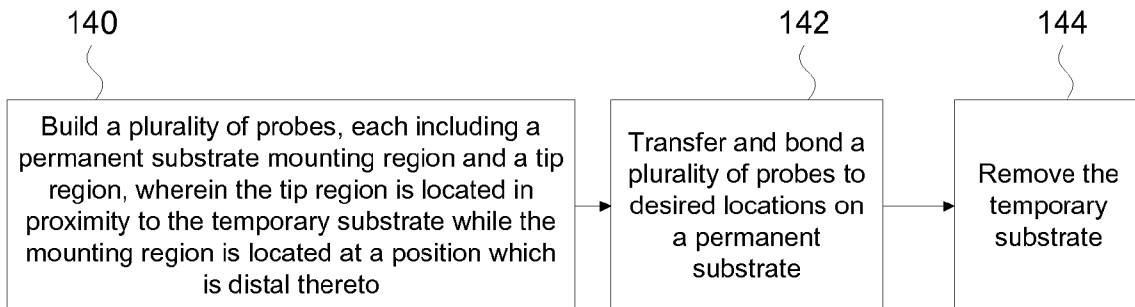 140
142
144
Build a plurality of probes, each including a
permanent substrate mounting region and a tip
region, wherein the tip region is located in
proximity to the temporary substrate while the
mounting region is located at a position which
is distal thereto
Transfer and bond a
plurality of probes to
desired locations on
a permanent
substrate
Remove the
temporary
substrate